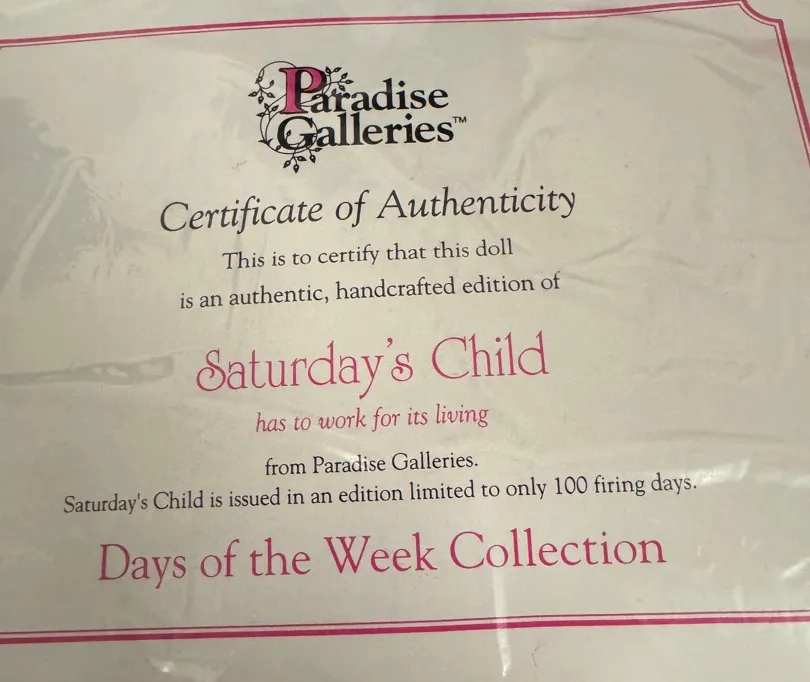 Paradise
Galleries™
Certificate of Authenticity
This is to certify that this doll
is an authentic, handcrafted edition of
Saturday's Child
has to work for its living
from Paradise Galleries.
Saturday's Child is issued in an edition limited to only 100 firing days.
Days of the Week Collection